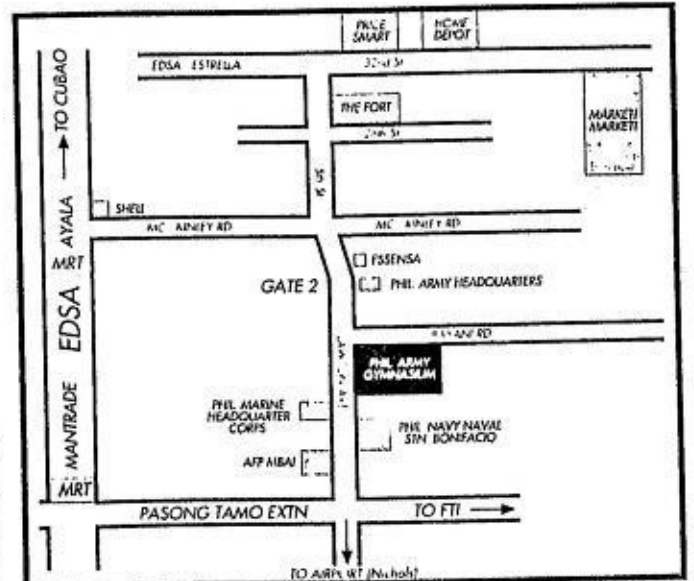 PRICE
SMART
HOME
DEPOT
EDSA ESTRELLA
32nd St
THE FORT
MARKET!
MARKET!
TO CUBAO
AYALA
SHELL
MC KINLEY RD
MC KINLEY RD
MRT
EDSA
GATE 2
ESSENSA
PHIL ARMY HEADQUARTERS
PHIL ARMY
GYMNASIUM
MANTRADE
PHIL MARINE
HEADQUARTER
CORPS
PHIL NAVY NAVAL
STN BONIFACIO
AFP MBAI
MRT
PASONG TAMO EXTN
TO FTI
TO AIRPORT (Nichols)